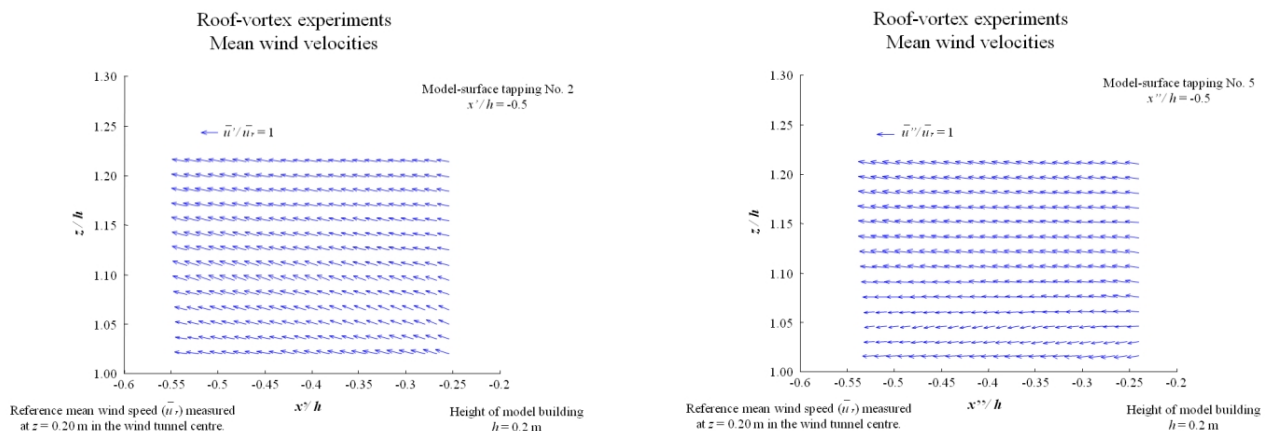 Roof-vortex experiments
Mean wind velocities
1.30
1.25
1.20
1.15
1.10
1.05
1.00
z / h
Model-surface tapping No. 2
x' / h = -0.5
u̅' / u̅r = 1
-0.6 -0.55 -0.5 -0.45 -0.4 -0.35 -0.3 -0.25 -0.2
x'/ h
Reference mean wind speed (u̅r) measured
at z = 0.20 m in the wind tunnel centre.
Height of model building
h = 0.2 m
Roof-vortex experiments
Mean wind velocities
1.30
1.25
1.20
1.15
1.10
1.05
1.00
z / h
Model-surface tapping No. 5
x'' / h = -0.5
u̅'' / u̅r = 1
-0.6 -0.55 -0.5 -0.45 -0.4 -0.35 -0.3 -0.25 -0.2
x''/ h
Reference mean wind speed (u̅r) measured
at z = 0.20 m in the wind tunnel centre.
Height of model building
h = 0.2 m